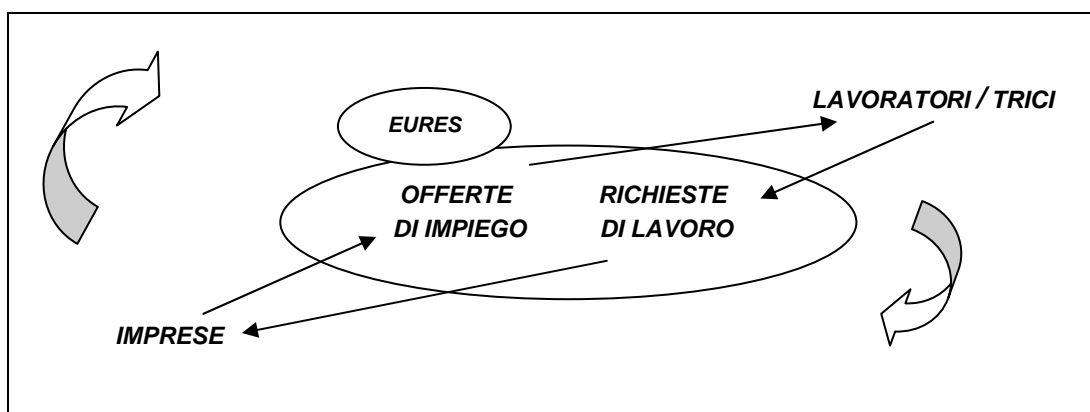 LAVORATORI / TRICI
EURES
OFFERTE
DI IMPIEGO
RICHIESTE
DI LAVORO
IMPRESE